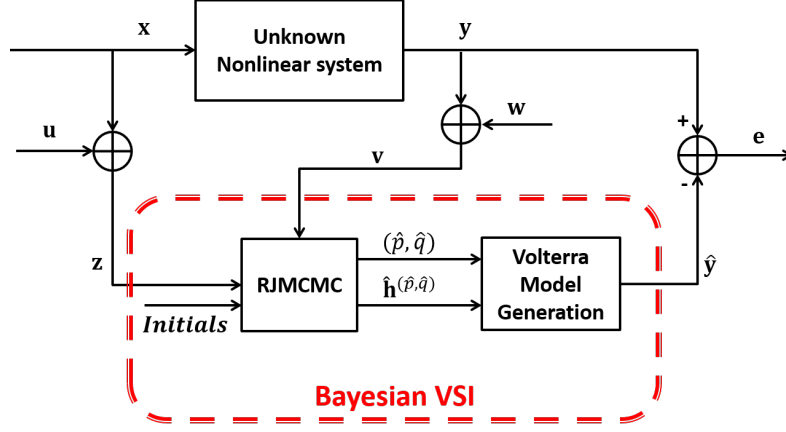 x
Unknown
Nonlinear system
y
u
w
+
e
v
-
z
(p̂, q̂)
ŷ
RJMCMC
Volterra
Model
Generation
ĥ^(p̂,q̂)
Initials
Bayesian VSI